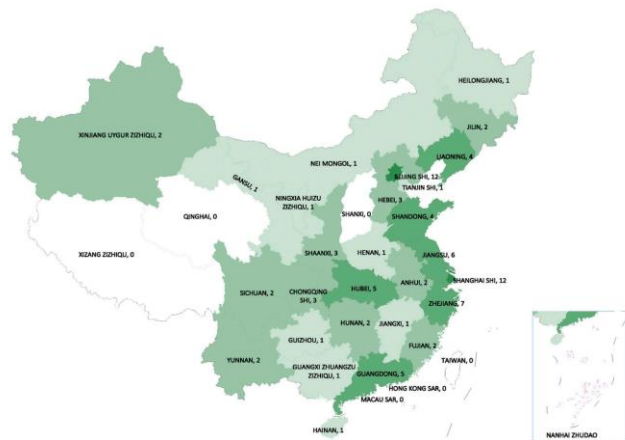 HEILONGJIANG, 1
JILIN, 2
XINJIANG UYGUR ZIZHIQU, 2
LIAONING, 4
NEI MONGOL, 1
BEIJING SHI, 12
TIANJIN SHI, 1
GANSU, 1
NINGXIA HUIZU
ZIZHIQU, 1
HEBEI, 3
QINGHAI, 0
SHANXI, 0
SHANDONG, 4
XIZANG ZIZHIQU, 0
SHAANXI, 3
HENAN, 1
JIANGSU, 6
SHANGHAI SHI, 12
ANHUI, 2
SICHUAN, 2
CHONGQING
SHI, 3
HUBEI, 5
ZHEJIANG, 7
HUNAN, 2
JIANGXI, 1
GUIZHOU, 1
FUJIAN, 2
YUNNAN, 2
TAIWAN, 0
GUANGXI ZHUANGZU
ZIZHIQU, 1
GUANGDONG, 5
HONG KONG SAR, 0
MACAU SAR, 0
HAINAN, 1
NANHAI ZHUDAO